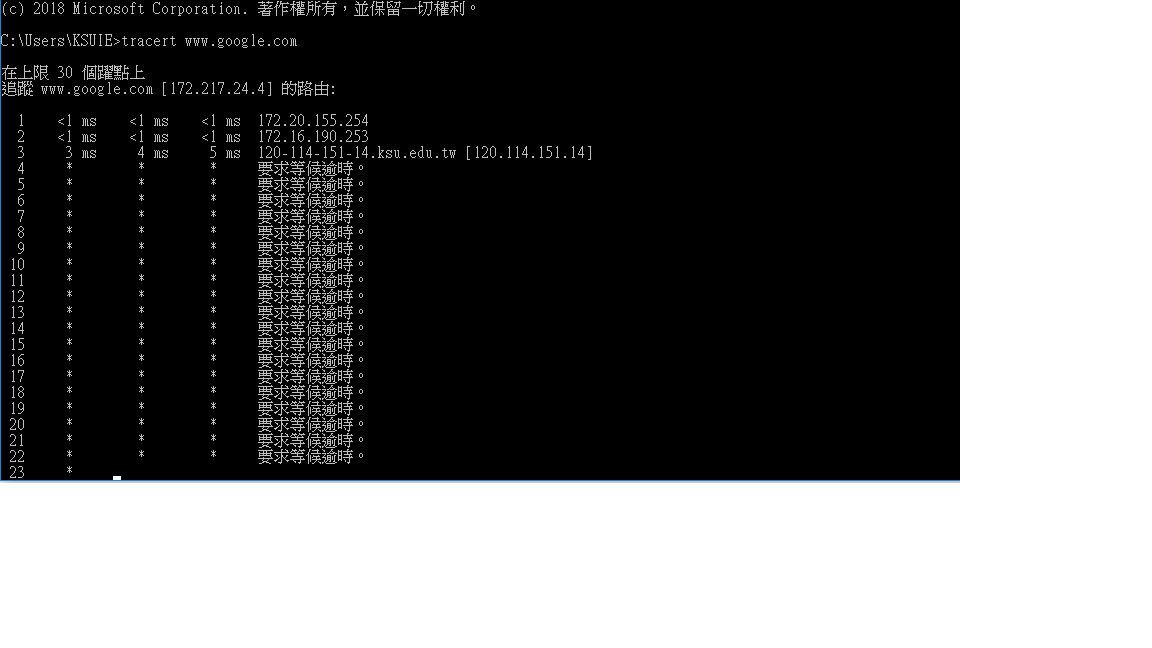 (c) 2018 Microsoft Corporation. 著作權所有，並保留一切權利。
C:\Users\KSUIE>tracert www.google.com
在上限 30 個躍點上
追蹤 www.google.com [172.217.24.4] 的路由:
1 <1 ms <1 ms <1 ms 172.20.155.254
2 <1 ms <1 ms <1 ms 172.16.190.253
3 3 ms 4 ms 5 ms 120-114-151-14.ksu.edu.tw [120.114.151.14]
4 * * * 要求等候逾時。
5 * * * 要求等候逾時。
6 * * * 要求等候逾時。
7 * * * 要求等候逾時。
8 * * * 要求等候逾時。
9 * * * 要求等候逾時。
10 * * * 要求等候逾時。
11 * * * 要求等候逾時。
12 * * * 要求等候逾時。
13 * * * 要求等候逾時。
14 * * * 要求等候逾時。
15 * * * 要求等候逾時。
16 * * * 要求等候逾時。
17 * * * 要求等候逾時。
18 * * * 要求等候逾時。
19 * * * 要求等候逾時。
20 * * * 要求等候逾時。
21 * * * 要求等候逾時。
22 * * * 要求等候逾時。
23 *